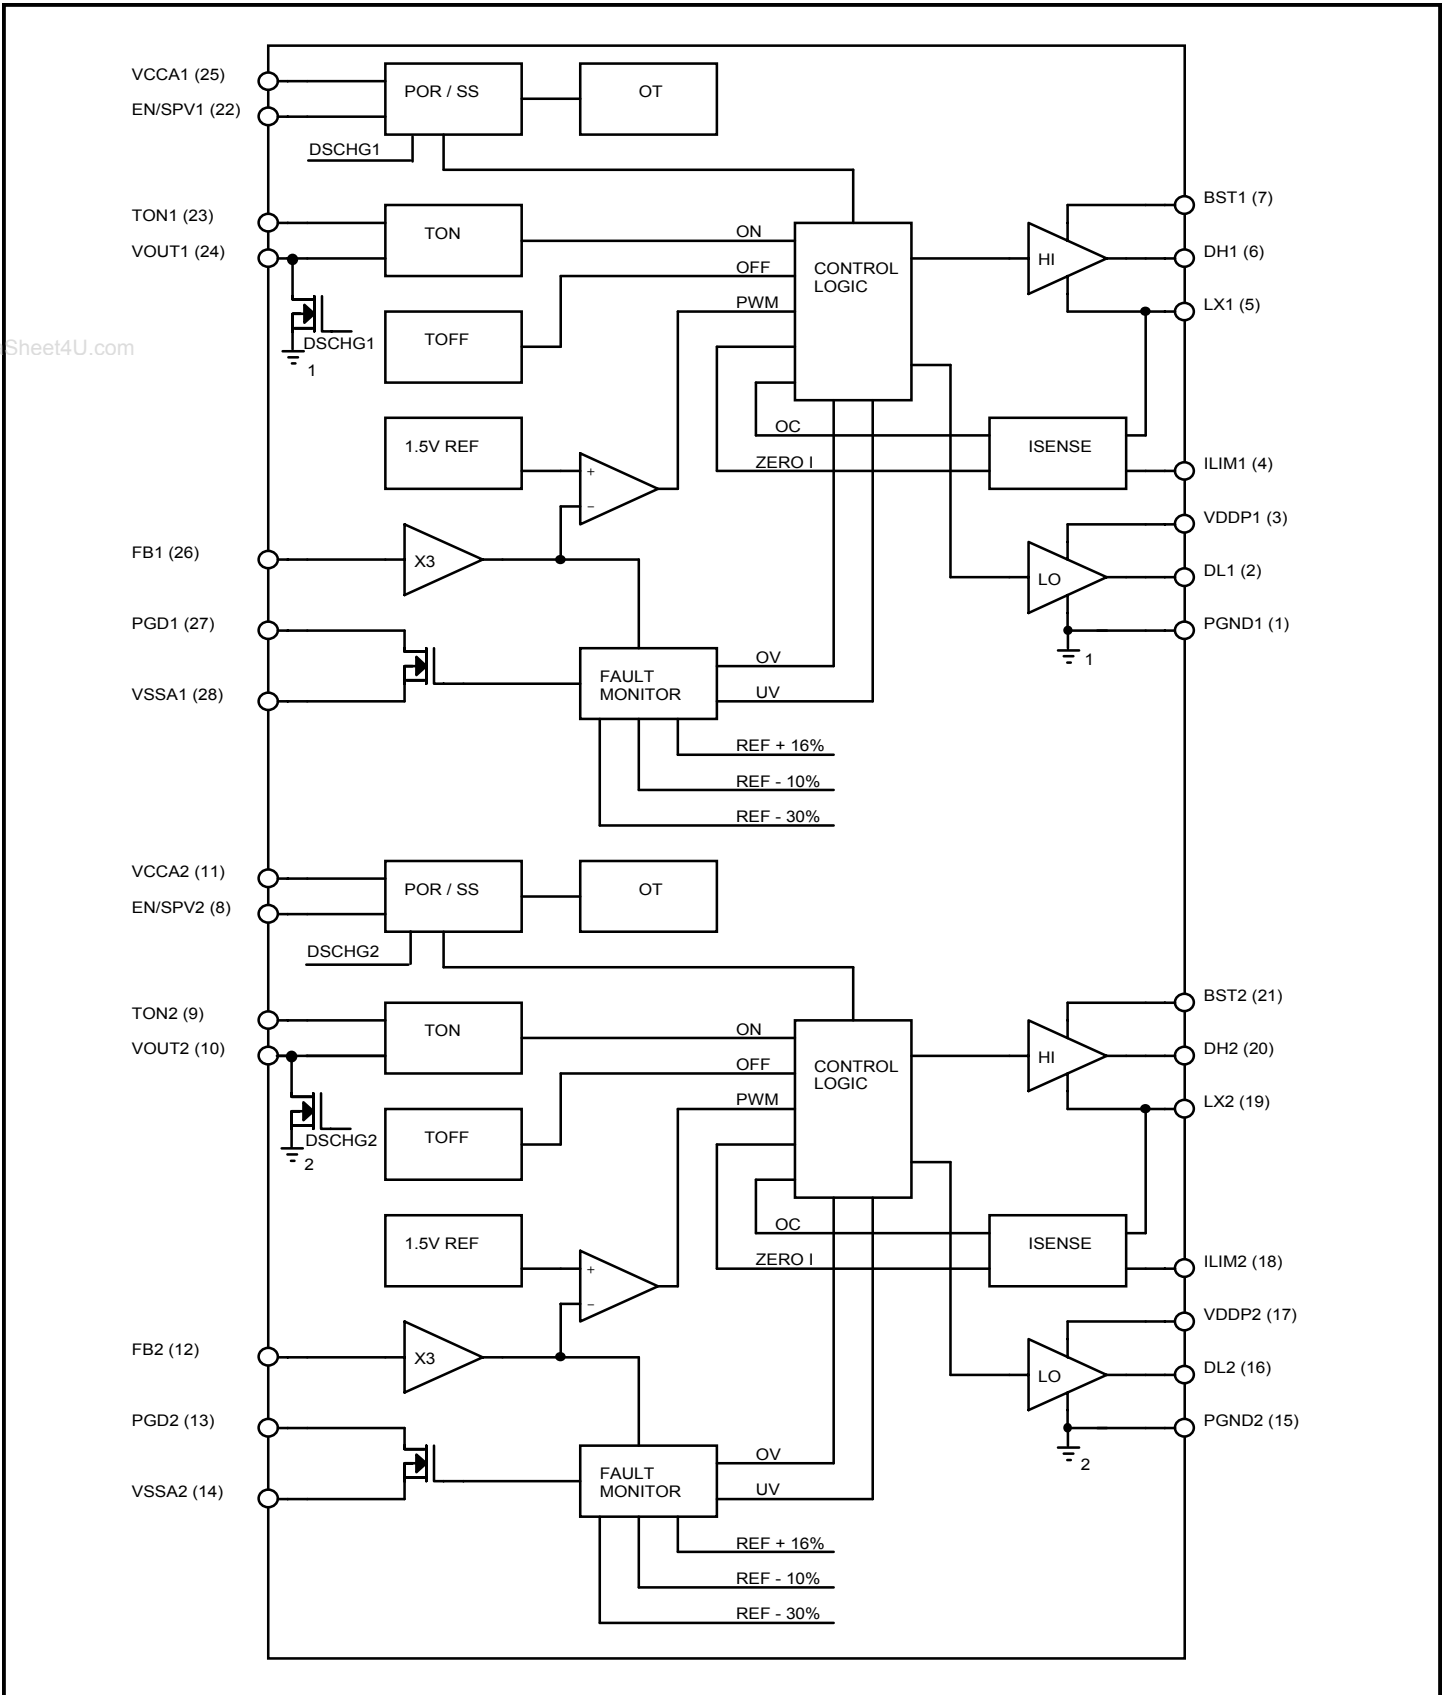 VCCA1 (25)
EN/SPV1 (22)
POR / SS
OT
DSCHG1
TON1 (23)
VOUT1 (24)
TON
ON
OFF
PWM
CONTROL
LOGIC
HI
BST1 (7)
DH1 (6)
LX1 (5)
Sheet4U.com
DSCHG1
1
TOFF
1.5V REF
+
−
OC
ZERO I
ISENSE
ILIM1 (4)
VDDP1 (3)
FB1 (26)
X3
LO
DL1 (2)
PGD1 (27)
PGND1 (1)
1
VSSA1 (28)
FAULT
MONITOR
OV
UV
REF + 16%
REF - 10%
REF - 30%
VCCA2 (11)
EN/SPV2 (8)
POR / SS
OT
DSCHG2
TON2 (9)
VOUT2 (10)
TON
ON
OFF
PWM
CONTROL
LOGIC
HI
BST2 (21)
DH2 (20)
LX2 (19)
DSCHG2
2
TOFF
1.5V REF
+
−
OC
ZERO I
ISENSE
ILIM2 (18)
VDDP2 (17)
FB2 (12)
X3
LO
DL2 (16)
PGD2 (13)
PGND2 (15)
2
VSSA2 (14)
FAULT
MONITOR
OV
UV
REF + 16%
REF - 10%
REF - 30%